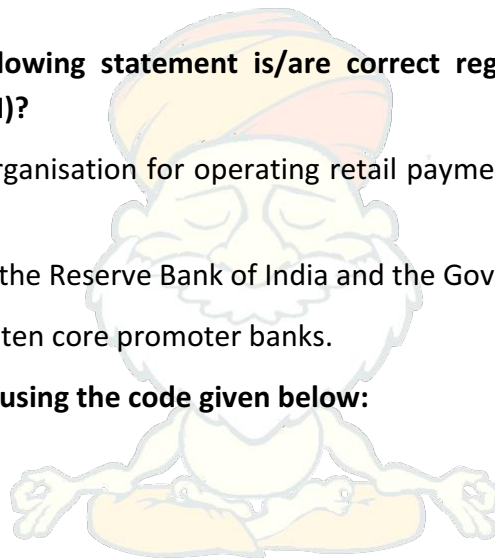 lowing statement is/are correct reg
)?
rganisation for operating retail payme
the Reserve Bank of India and the Gov
ten core promoter banks.
using the code given below: